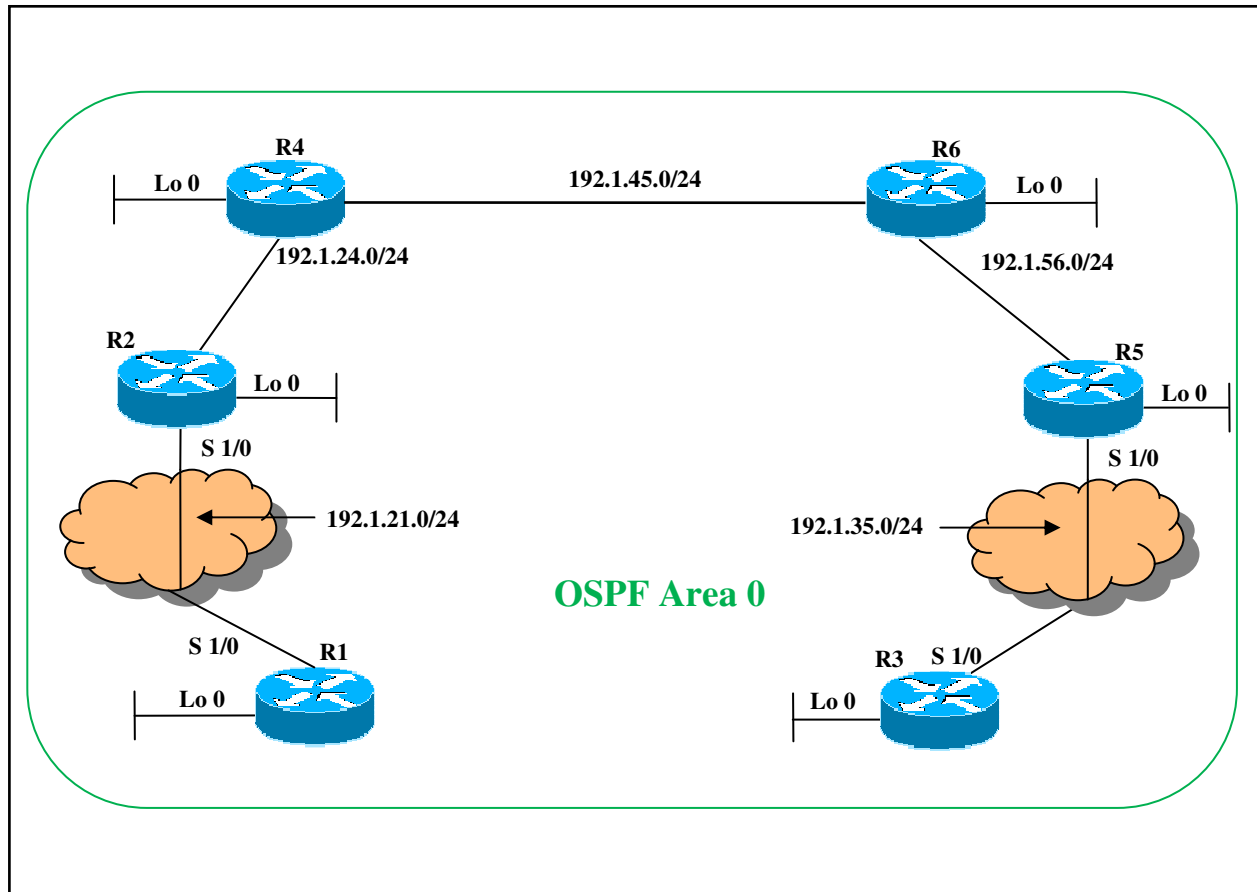 R4
R6
Lo 0
192.1.45.0/24
Lo 0
192.1.24.0/24
192.1.56.0/24
R2
R5
Lo 0
Lo 0
S 1/0
S 1/0
192.1.21.0/24
192.1.35.0/24
OSPF Area 0
S 1/0
R1
R3
S 1/0
Lo 0
Lo 0